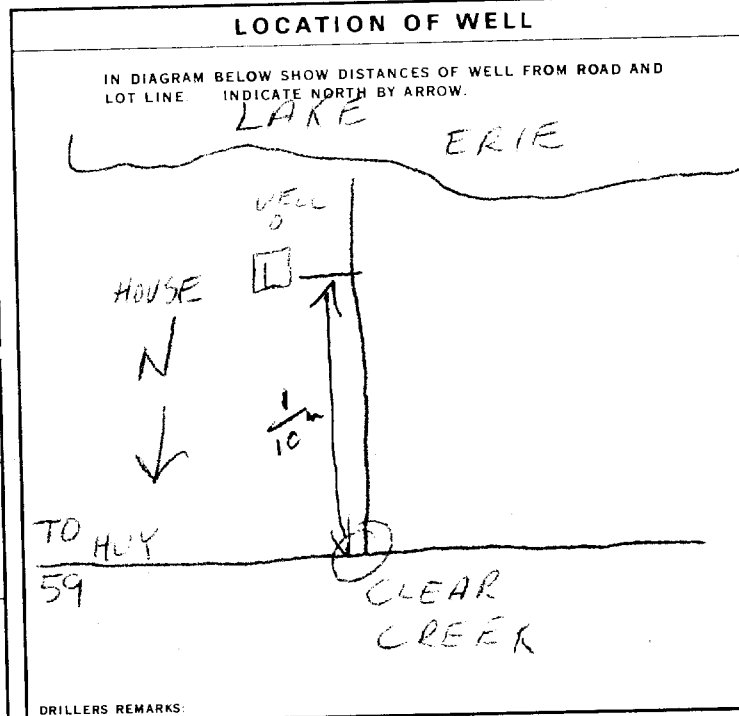 LOCATION OF WELL
IN DIAGRAM BELOW SHOW DISTANCES OF WELL FROM ROAD AND
LOT LINE. INDICATE NORTH BY ARROW.
LAKE ERIE
WELL
HOUSE
N
1/10 m
TO HWY
59
CLEAR
CREEK
DRILLERS REMARKS: